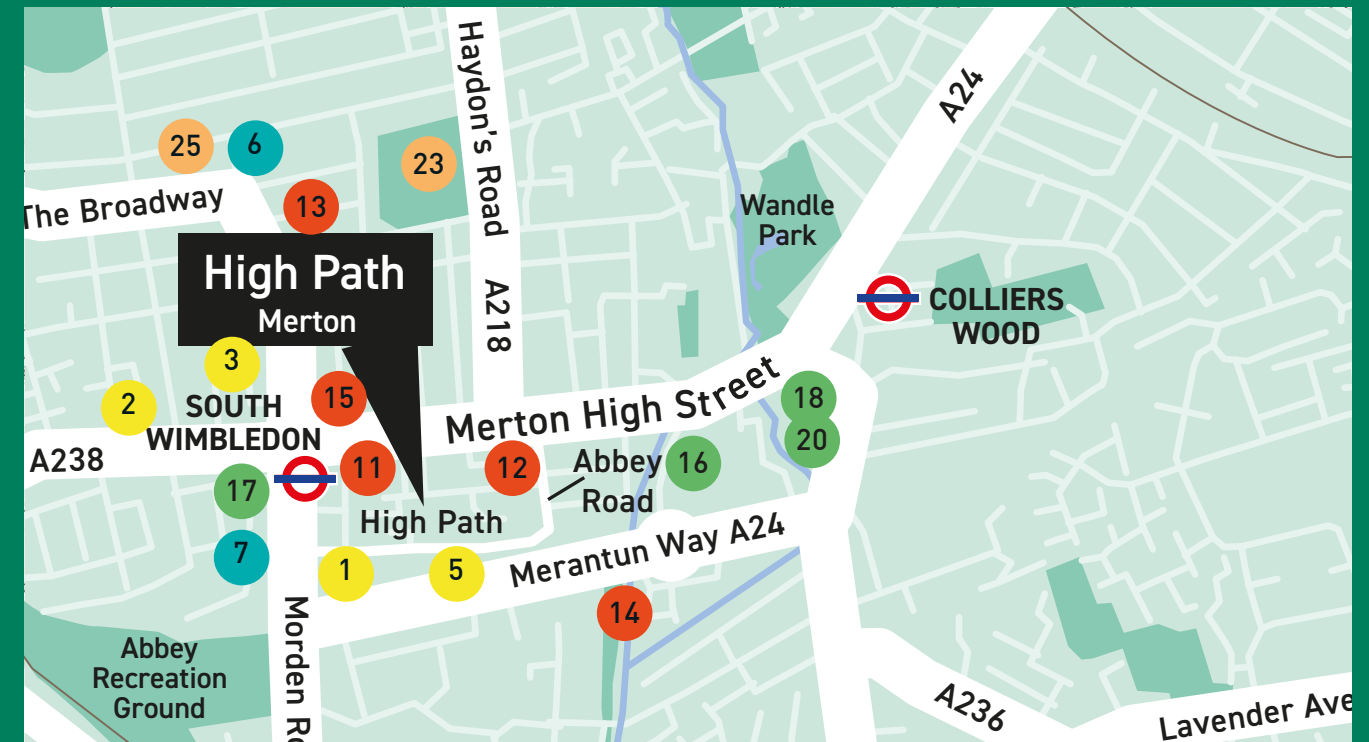 Haydon's Road
A218
A24
25
6
23
13
The Broadway
Wandle
Park
High Path
Merton
COLLIERS
WOOD
3
2
15
SOUTH
WIMBLEDON
A238
Merton High Street
18
20
11
12
Abbey
Road
16
17
High Path
7
1
5
Merantun Way A24
14
Morden Ro
Abbey
Recreation
Ground
A236
Lavender Ave